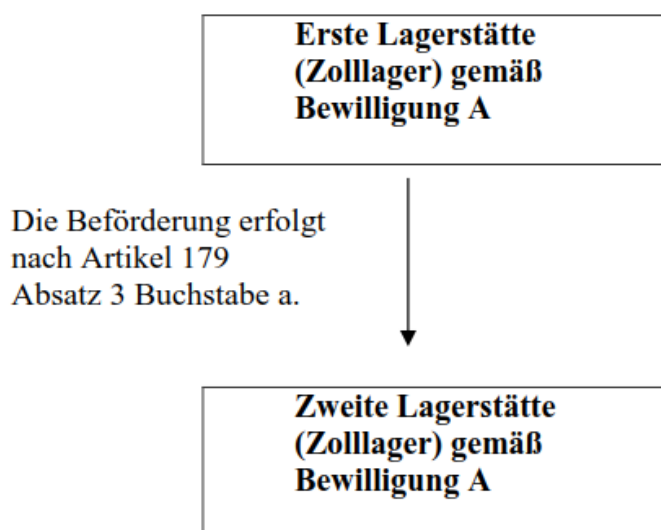 Erste Lagerstätte
(Zolllager) gemäß
Bewilligung A
Die Beförderung erfolgt
nach Artikel 179
Absatz 3 Buchstabe a.
Zweite Lagerstätte
(Zolllager) gemäß
Bewilligung A